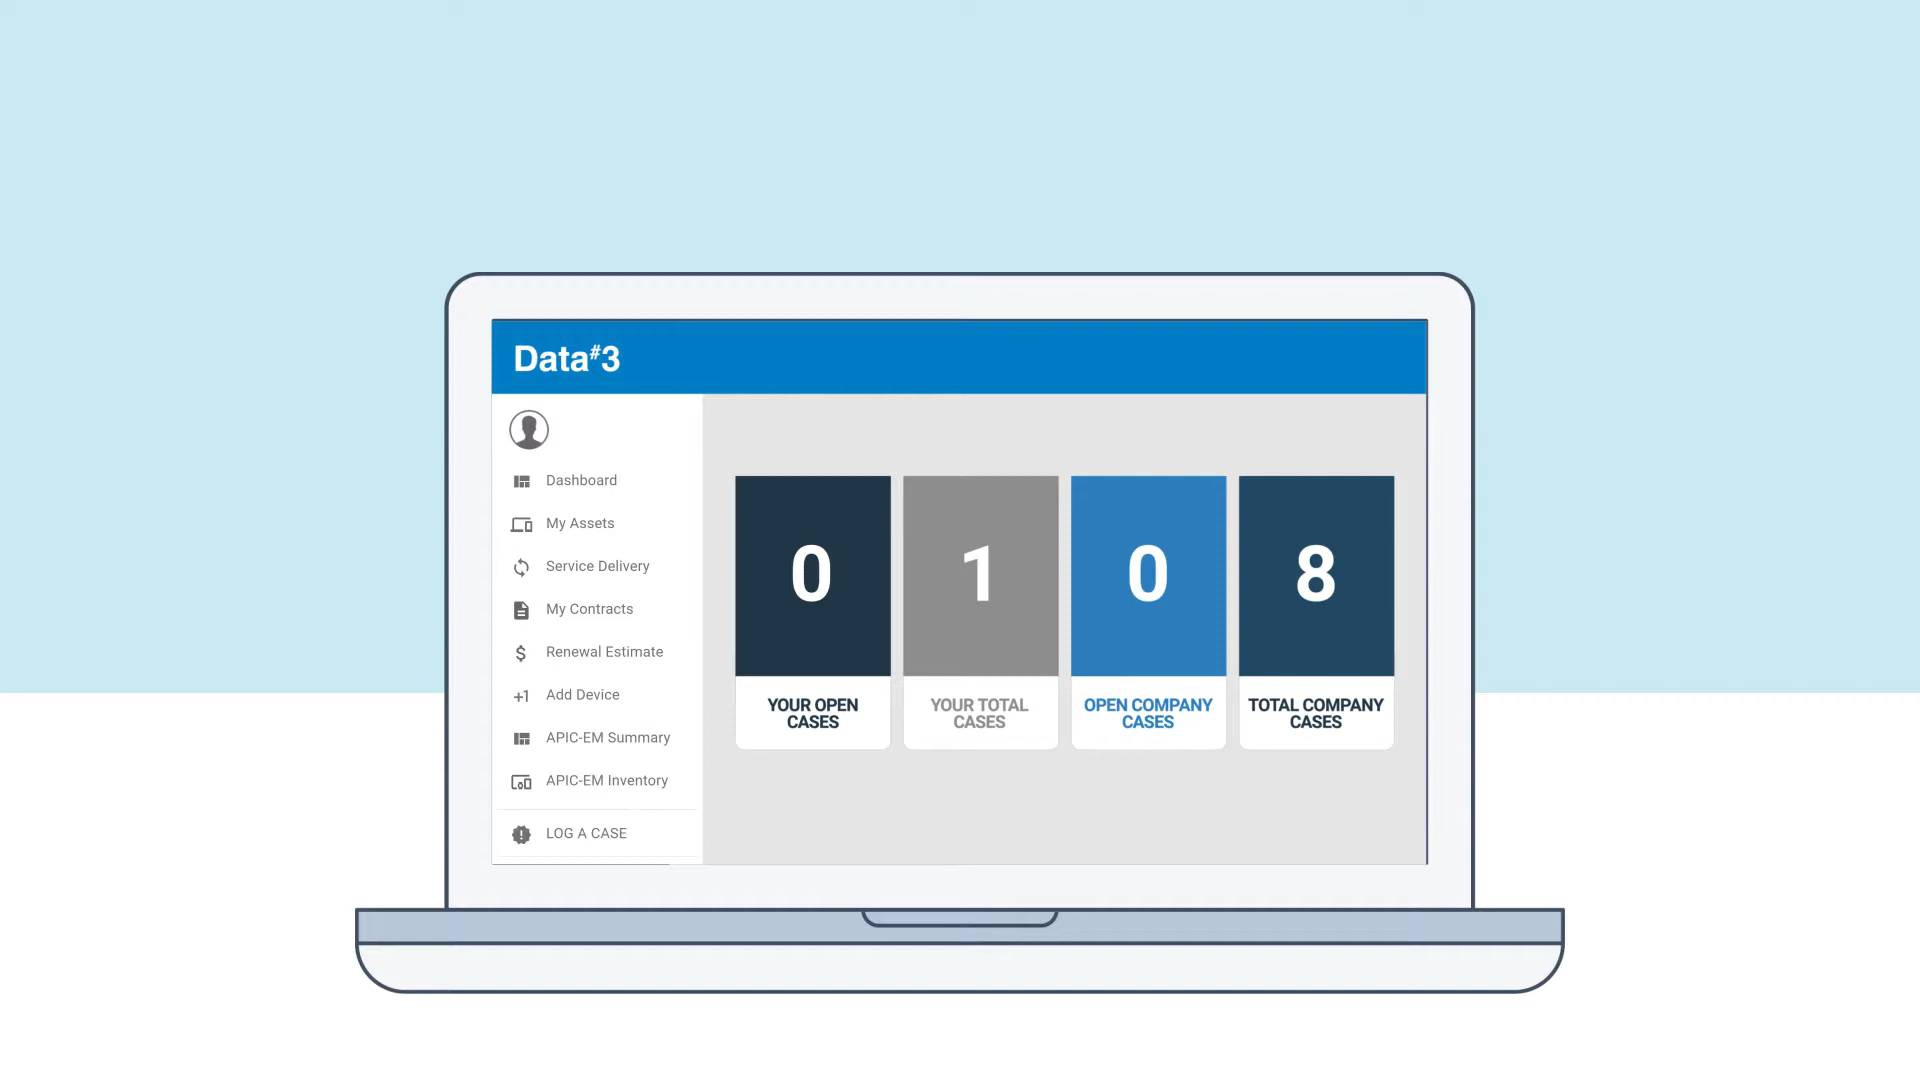 Data#3
Dashboard
My Assets
Service Delivery
My Contracts
$ Renewal Estimate
+1 Add Device
APIC-EM Summary
APIC-EM Inventory
! LOG A CASE
0
YOUR OPEN
CASES
1
YOUR TOTAL
CASES
0
OPEN COMPANY
CASES
8
TOTAL COMPANY
CASES